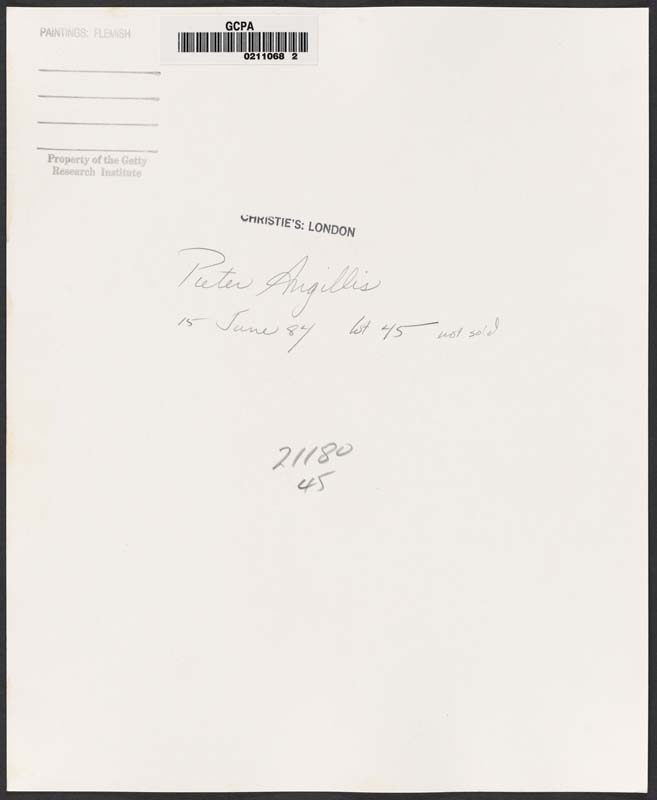 PAINTINGS: FLEMISH
GCPA
0211068 2
Property of the Getty
Research Institute
CHRISTIE'S: LONDON
Pieter Angillis
15 June 84 lot 45 not sold
21180
45